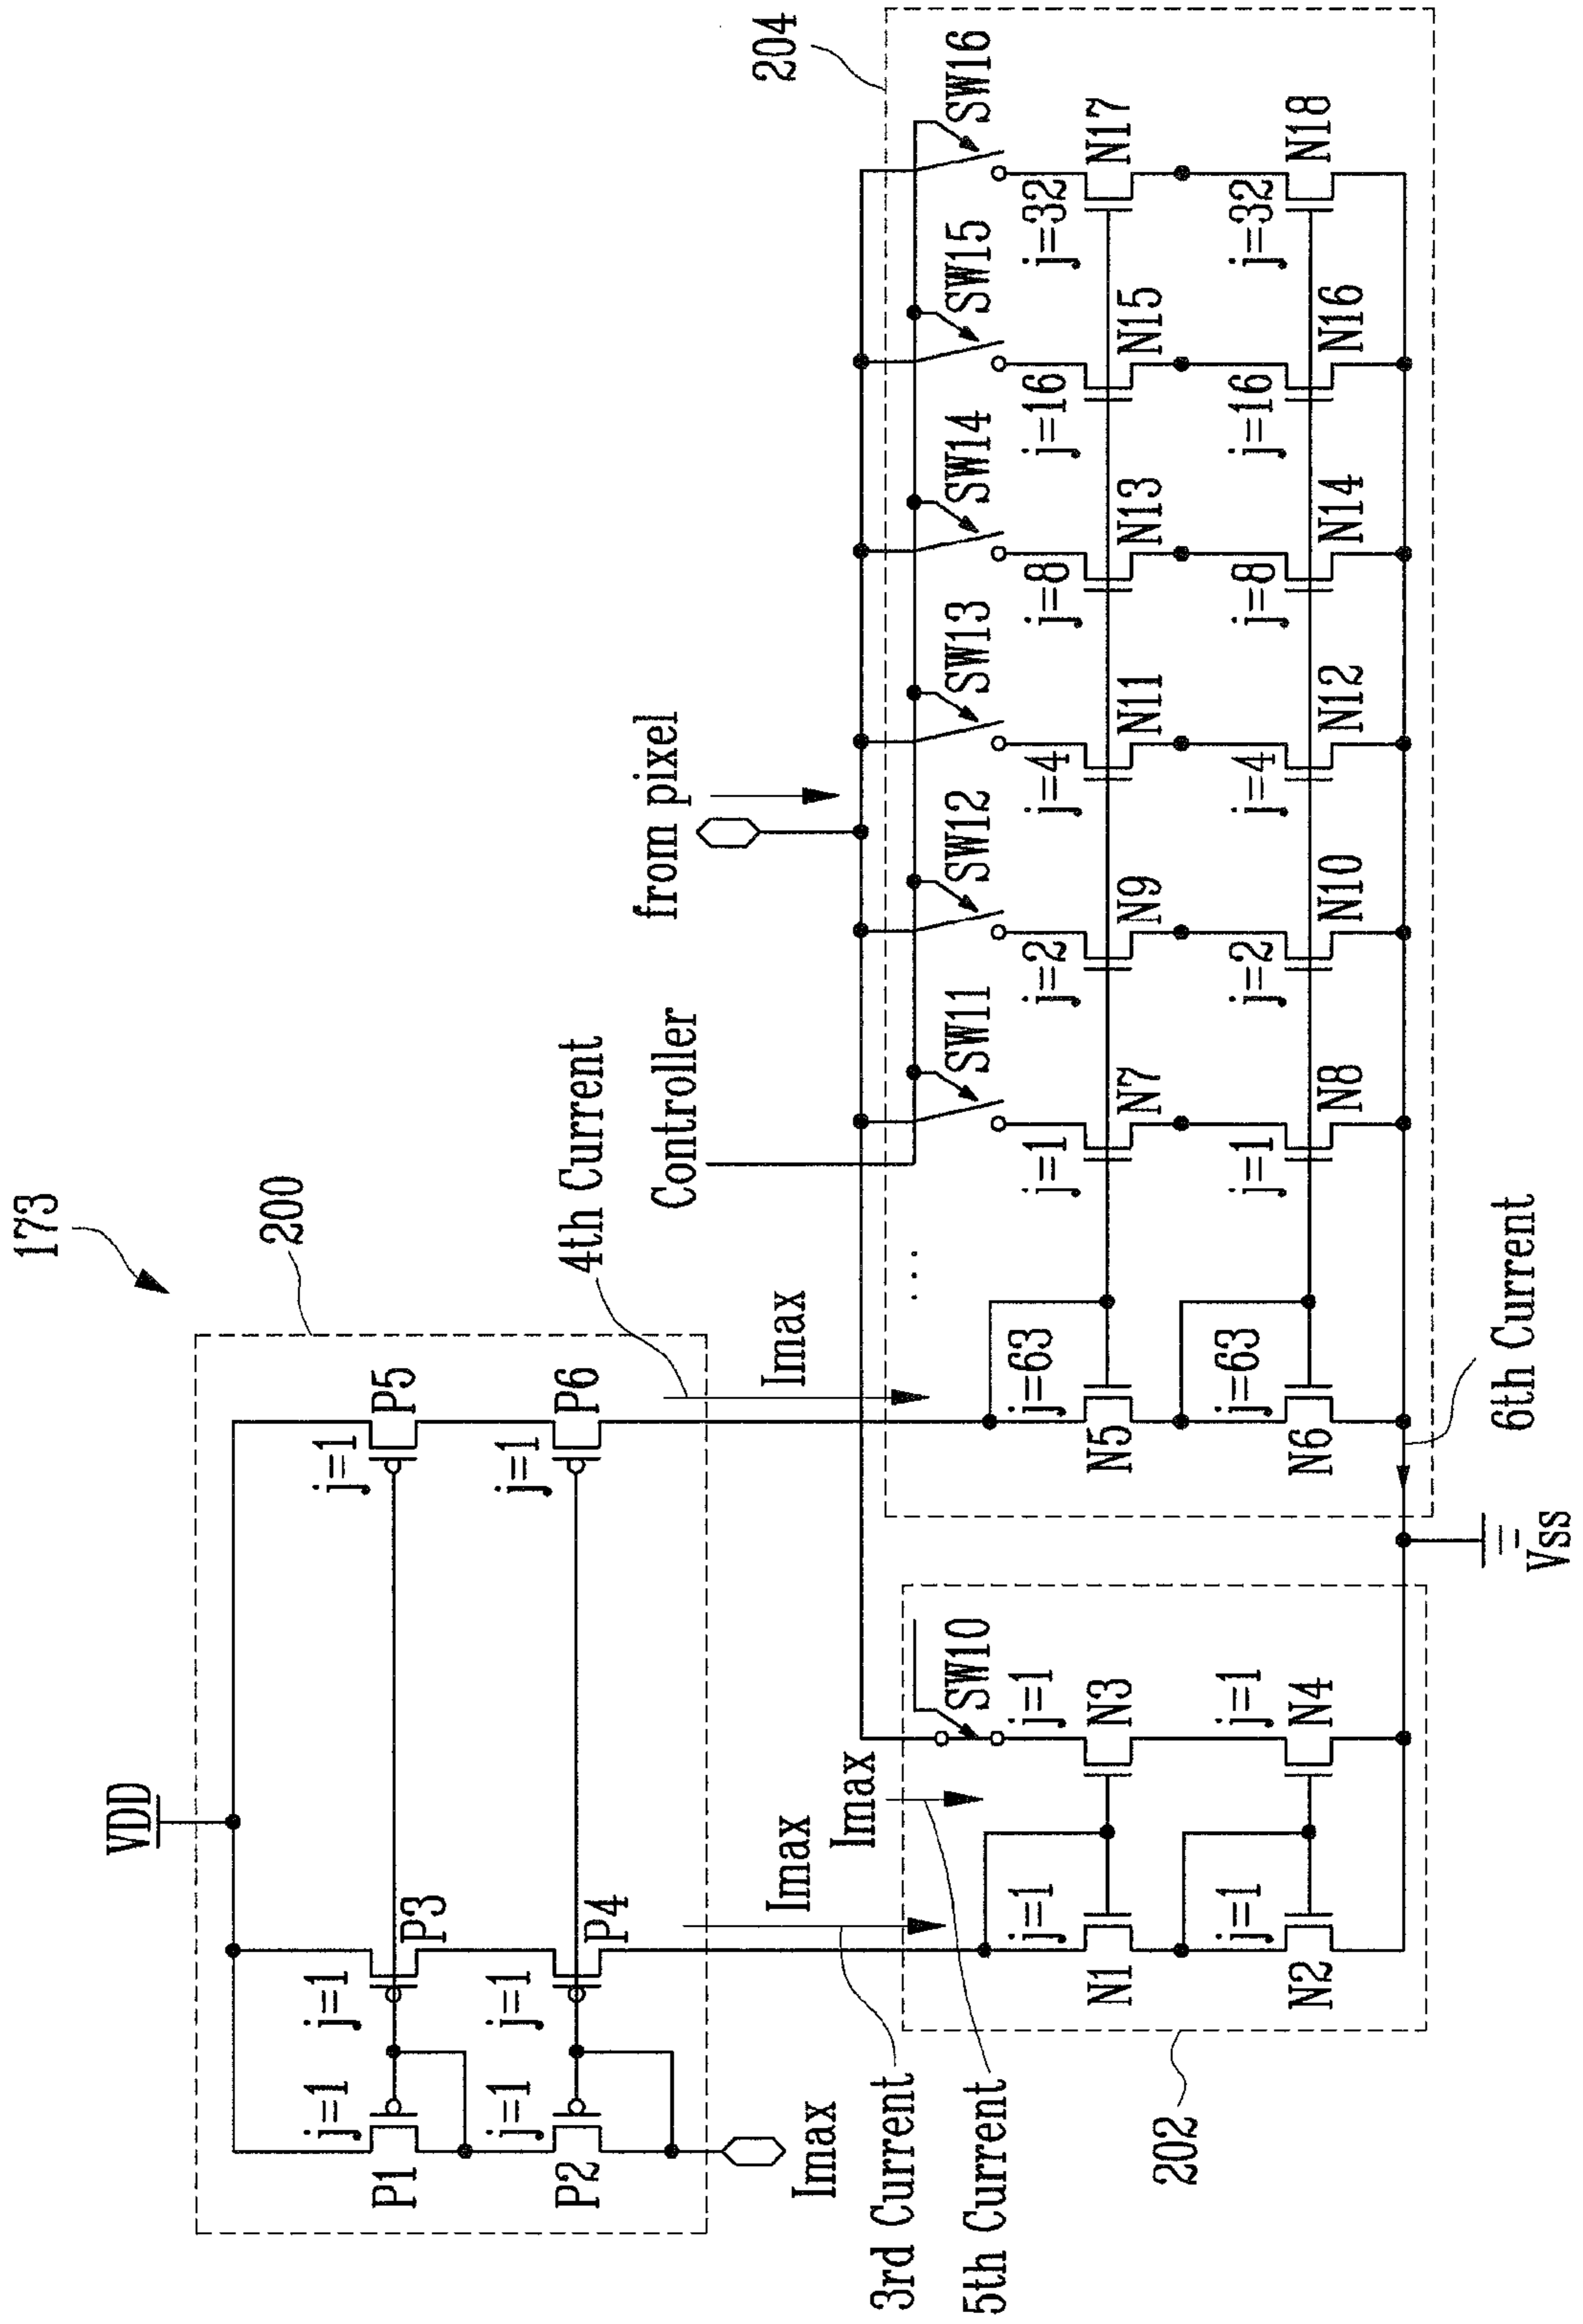 173
200
VDD
P1
j=1
P3
j=1
P5
j=1
P2
j=1
P4
j=1
P6
j=1
Imax
3rd Current
Imax
4th Current
Imax
5th Current
Imax
Controller
from pixel
202
SW10
N1
j=1
N3
j=1
N2
j=1
N4
j=1
Vss
6th Current
204
SW11
SW12
SW13
SW14
SW15
SW16
...
N5
j=63
j=1
N7
j=2
N9
j=4
N11
j=8
N13
j=16
N15
j=32
N17
N6
j=63
j=1
N8
j=2
N10
j=4
N12
j=8
N14
j=16
N16
j=32
N18